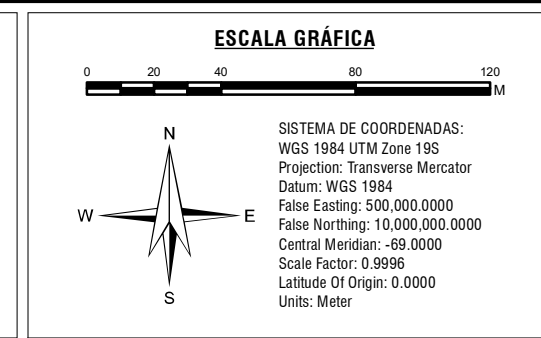 ESCALA GRÁFICA
0 20 40 80 120
M
N
W E
S
SISTEMA DE COORDENADAS:
WGS 1984 UTM Zone 19S
Projection: Transverse Mercator
Datum: WGS 1984
False Easting: 500,000.0000
False Northing: 10,000,000.0000
Central Meridian: -69.0000
Scale Factor: 0.9996
Latitude Of Origin: 0.0000
Units: Meter